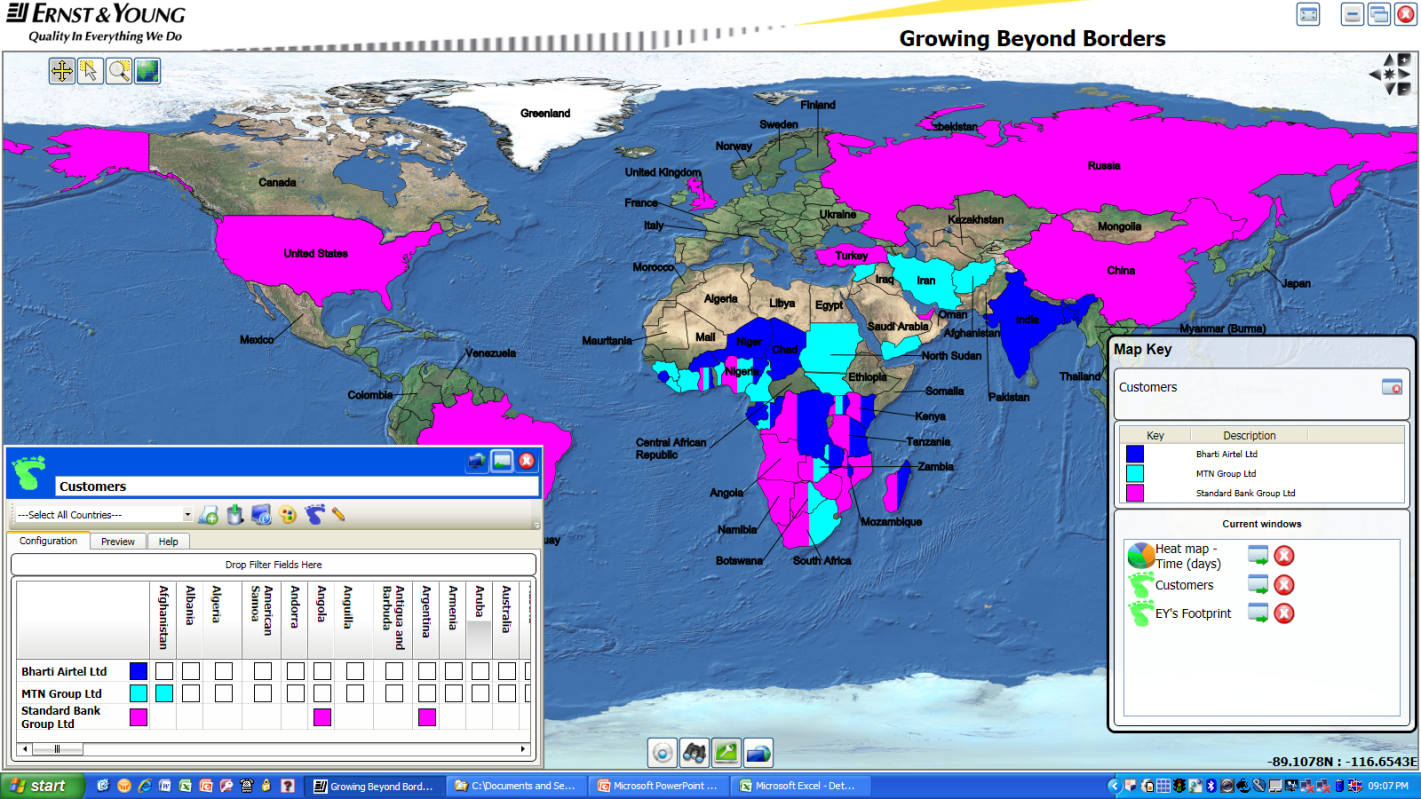 ERNST & YOUNG
Quality In Everything We Do
Growing Beyond Borders
Greenland
Finland
Sweden
Norway
United Kingdom
Russia
Canada
France
Italy
Ukraine
Kazakhstan
Mongolia
United States
Turkey
China
Morocco
Iraq
Iran
Japan
Algeria
Libya
Egypt
Oman
Saudi Arabia
Afghanistan
India
Myanmar (Burma)
Mexico
Mauritania
Mali
Niger
Chad
North Sudan
Venezuela
Colombia
Nigeria
Ethiopia
Somalia
Pakistan
Thailand
Kenya
Central African
Republic
Tanzania
Zambia
Angola
Mozambique
Namibia
Botswana
South Africa
uay
Map Key
Customers
Key Description
Bharti Airtel Ltd
MTN Group Ltd
Standard Bank Group Ltd
Current windows
Heat map -
Time (days)
Customers
EY's Footprint
Customers
---Select All Countries---
Configuration Preview Help
Drop Filter Fields Here
Afghanistan
Albania
Algeria
American
Samoa
Andorra
Angola
Anguilla
Antigua and
Barbuda
Argentina
Armenia
Aruba
Australia
Bharti Airtel Ltd
MTN Group Ltd
Standard Bank
Group Ltd
-89.1078N : -116.6543E
start Growing Beyond Bord... C:\Documents and Se... Microsoft PowerPoint ... Microsoft Excel - Det... 09:07 PM